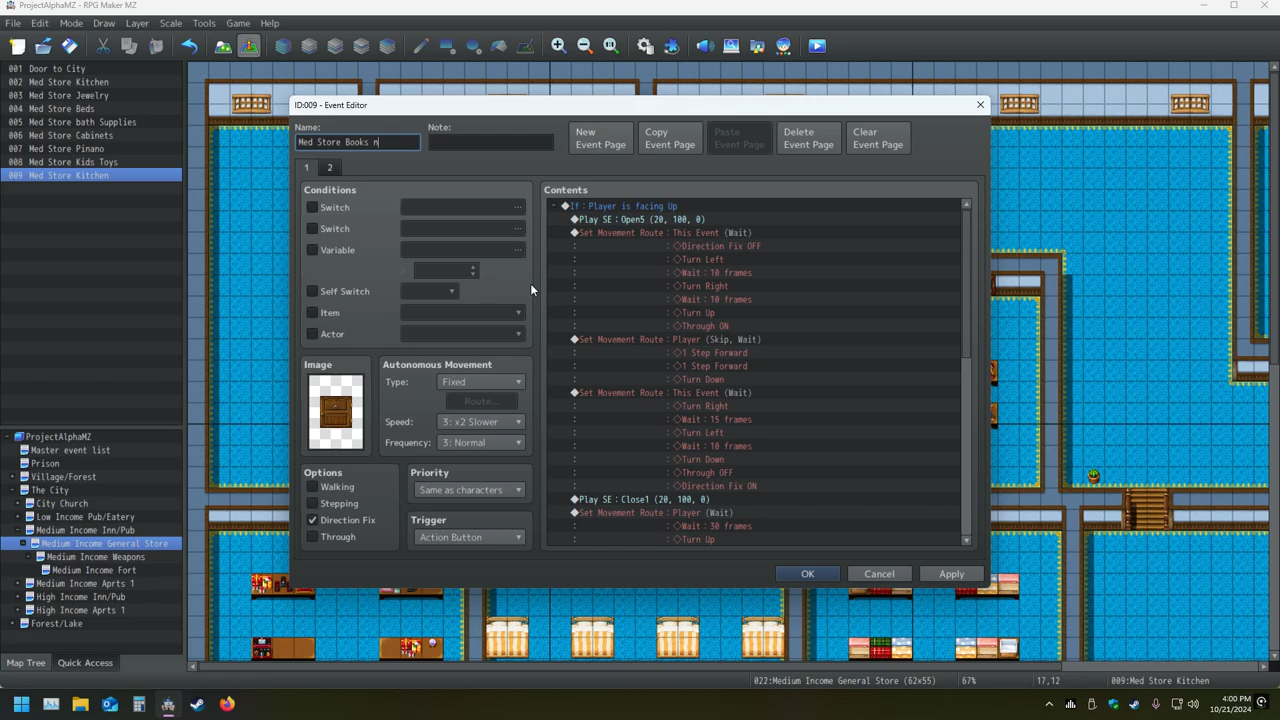 ProjectAlphaMZ - RPG Maker MZ
File Edit Mode Draw Layer Scale Tools Game Help
001 Door to City
002 Med Store Kitchen
003 Med Store Jewelry
004 Med Store Beds
005 Med Store bath Supplies
006 Med Store Cabinets
007 Med Store Pinano
008 Med Store Kids Toys
009 Med Store Kitchen
ProjectAlphaMZ
Master event list
Prison
Village/Forest
The City
City Church
Low Income Pub/Eatery
Medium Income Inn/Pub
Medium Income General Store
Medium Income Weapons
Medium Income Fort
Medium Income Aprts 1
High Income Inn/Pub
High Income Aprts 1
Forest/Lake
Map Tree Quick Access
ID:009 - Event Editor
Name: Note:
Med Store Books n
New Event Page
Copy Event Page
Paste Event Page
Delete Event Page
Clear Event Page
1 2
Conditions
Switch ...
Switch ...
Variable ...
≥
Self Switch
Item
Actor
Image
Autonomous Movement
Type: Fixed
Route...
Speed: 3: x2 Slower
Frequency: 3: Normal
Options
Walking
Stepping
Direction Fix
Through
Priority
Same as characters
Trigger
Action Button
Contents
◆If：Player is facing Up
◆Play SE：Open5 (20, 100, 0)
◆Set Movement Route：This Event (Wait)
：◇Direction Fix OFF
：◇Turn Left
：◇Wait：10 frames
：◇Turn Right
：◇Wait：10 frames
：◇Turn Up
：◇Through ON
◆Set Movement Route：Player (Skip, Wait)
：◇1 Step Forward
：◇1 Step Forward
：◇Turn Down
◆Set Movement Route：This Event (Wait)
：◇Turn Right
：◇Wait：15 frames
：◇Turn Left
：◇Wait：10 frames
：◇Turn Down
：◇Through OFF
：◇Direction Fix ON
◆Play SE：Close1 (20, 100, 0)
◆Set Movement Route：Player (Wait)
：◇Wait：30 frames
：◇Turn Up
OK Cancel Apply
022:Medium Income General Store (62x55) 67% 17,12 009:Med Store Kitchen
4:00 PM
10/21/2024